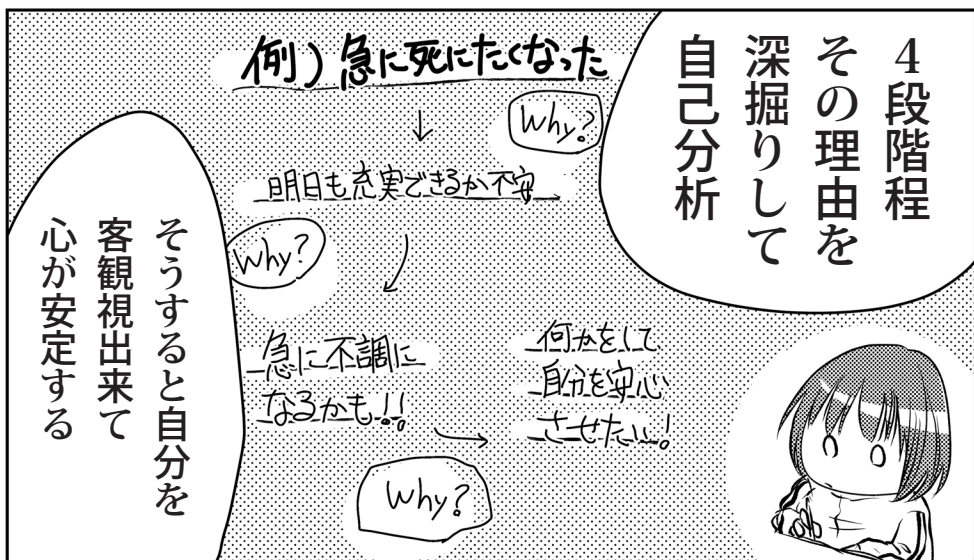 4段階程
その理由を
深掘りして
自己分析
例）急に死にたくなった
Why?
明日も充実できるか不安
Why?
急に不調に
なるかも!!
Why?
何かをして
自分を安心
させたい!
そうすると自分を
客観視出来て
心が安定する